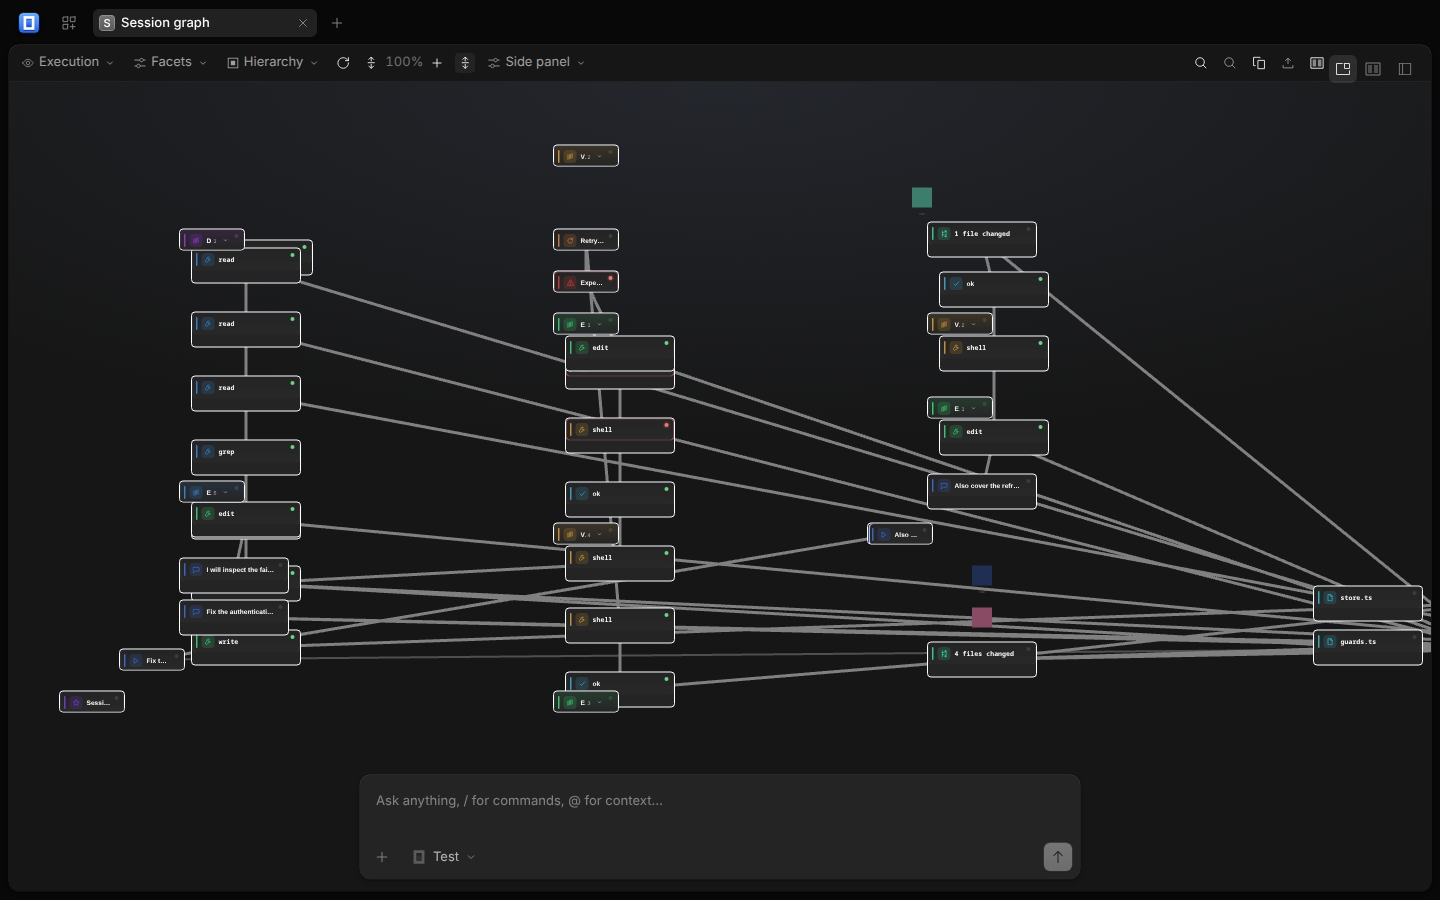 S Session graph
Execution
Facets
Hierarchy
100%
Side panel
V.
D
read
read
read
grep
E
edit
I will inspect the fai...
Fix the authenticati...
write
Fix t...
Sessi...
Retry...
Expe...
E
edit
shell
ok
V.
shell
shell
ok
E
1 file changed
ok
V.
shell
E
edit
Also cover the refr...
Also ...
4 files changed
store.ts
guards.ts
Ask anything, / for commands, @ for context...
Test